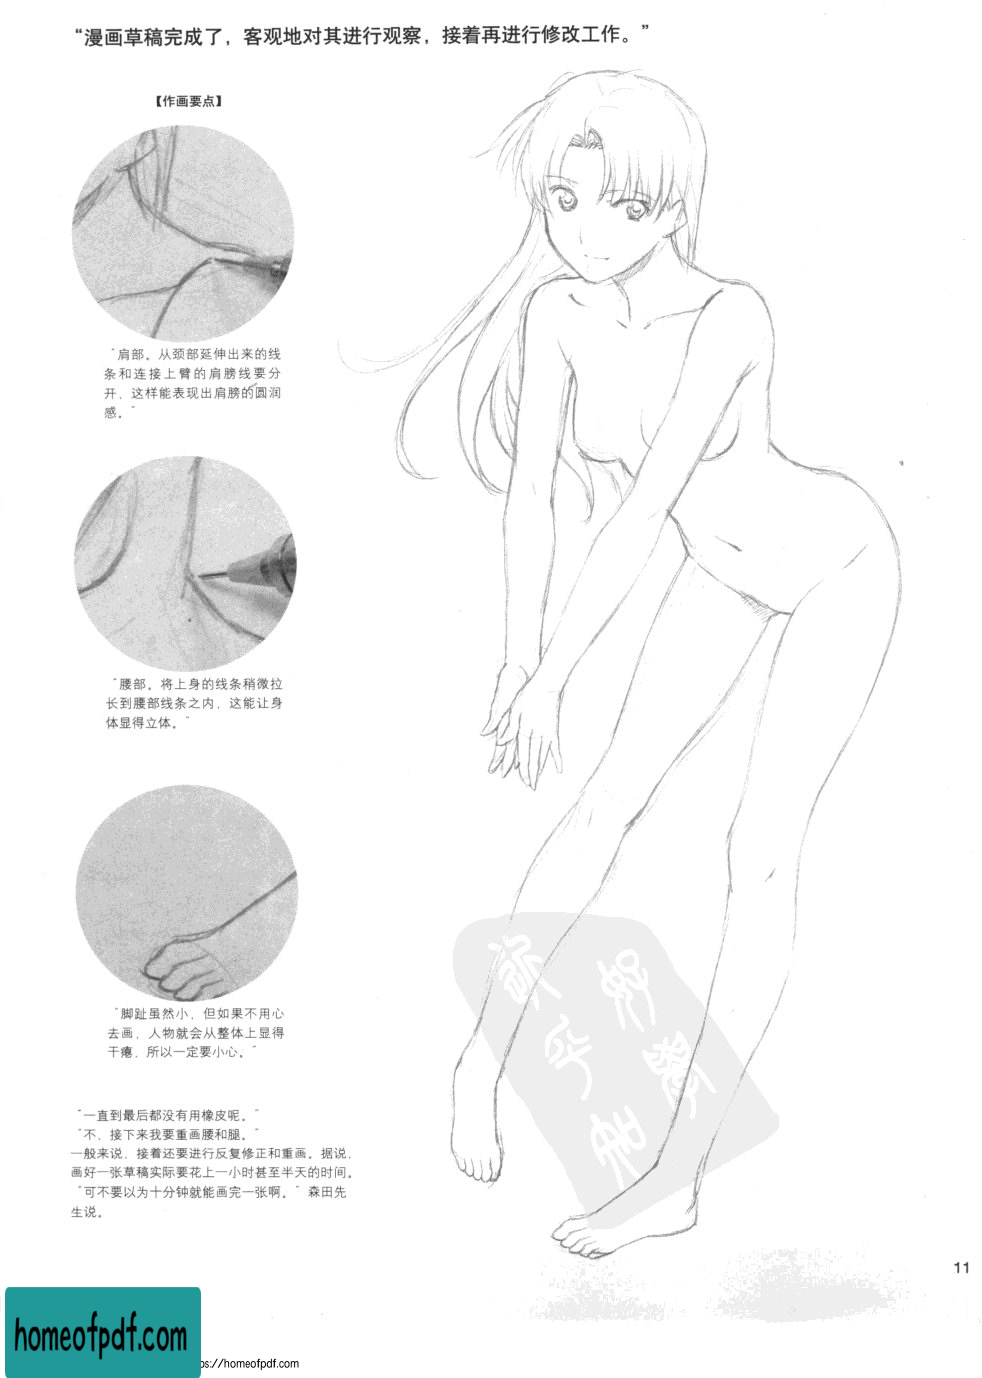 “漫画草稿完成了，客观地对其进行观察，接着再进行修改工作。”
【作画要点】
“肩部。从颈部延伸出来的线
条和连接上臂的肩膀线要分
开，这样能表现出肩膀的圆润
感。”
“腰部。将上身的线条稍微拉
长到腰部线条之内，这能让身
体显得立体。”
“脚趾虽然小，但如果不用心
去画，人物就会从整体上显得
干瘪，所以一定要小心。”
“一直到最后都没有用橡皮呢。”
“不，接下来我要重画腰和腿。”
一般来说，接着还要进行反复修正和重画。据说，
画好一张草稿实际要花上一小时甚至半天的时间。
“可不要以为十分钟就能画完一张啊。”森田先
生说。
11
homeofpdf.com
ps://homeofpdf.com